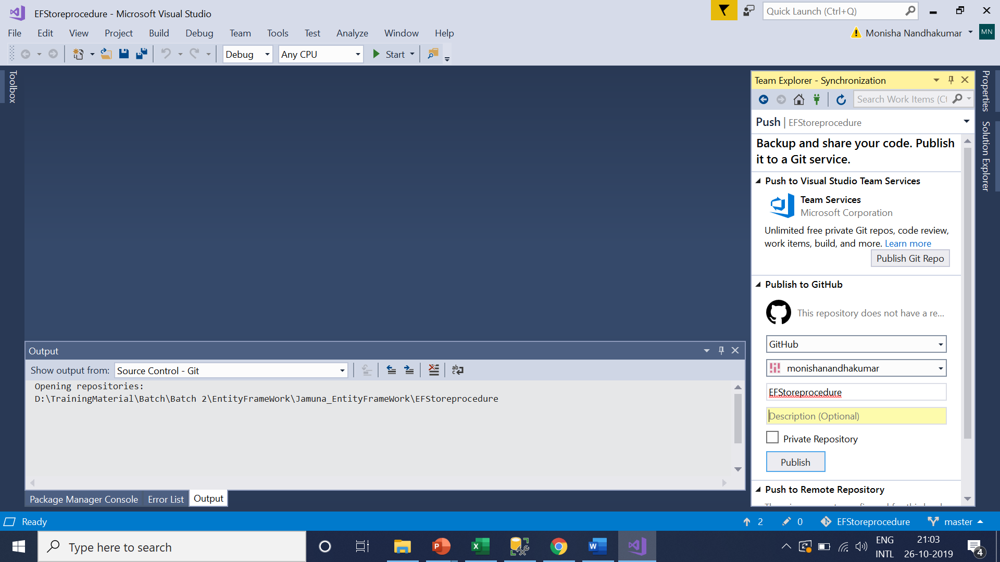 EFStoreprocedure - Microsoft Visual Studio
Quick Launch (Ctrl+Q)
File Edit View Project Build Debug Team Tools Test Analyze Window Help
Monisha Nandhakumar MN
Debug Any CPU Start
Toolbox
Team Explorer - Synchronization
Search Work Items (Ct
Push | EFStoreprocedure
Backup and share your code. Publish
it to a Git service.
Push to Visual Studio Team Services
Team Services
Microsoft Corporation
Unlimited free private Git repos, code review,
work items, build, and more. Learn more
Publish Git Repo
Publish to GitHub
This repository does not have a re...
GitHub
monishanandhakumar
EFStoreprocedure
Description (Optional)
Private Repository
Publish
Push to Remote Repository
Properties
Solution Explorer
Output
Show output from: Source Control - Git
Opening repositories:
D:\TrainingMaterial\Batch\Batch 2\EntityFrameWork\Jamuna_EntityFrameWork\EFStoreprocedure
Package Manager Console Error List Output
Ready
2 0 EFStoreprocedure master
Type here to search
ENG
INTL
21:03
26-10-2019
4